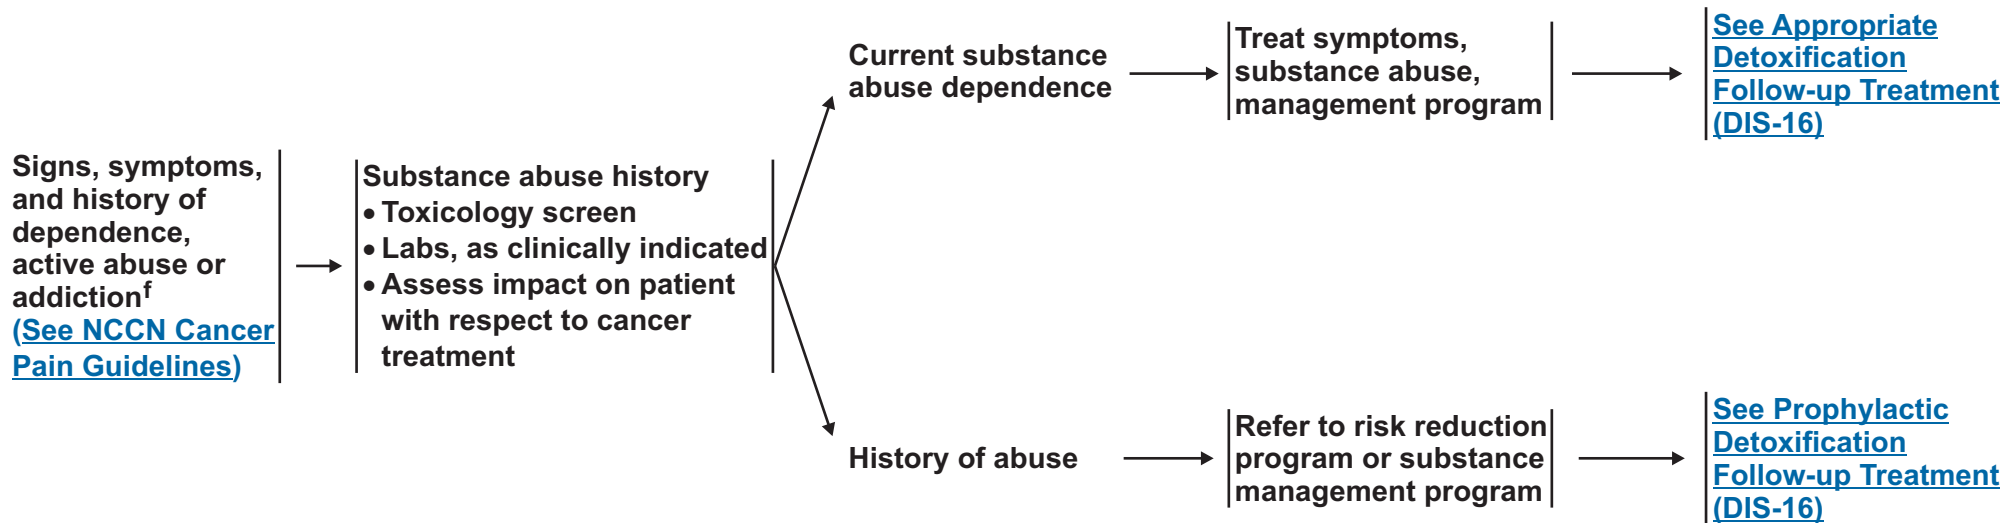 Signs, symptoms,
and history of
dependence,
active abuse or
addictionf
(See NCCN Cancer
Pain Guidelines)
Substance abuse history
• Toxicology screen
• Labs, as clinically indicated
• Assess impact on patient
with respect to cancer
treatment
Current substance
abuse dependence
Treat symptoms,
substance abuse,
management program
See Appropriate
Detoxification
Follow-up Treatment
(DIS-16)
History of abuse
Refer to risk reduction
program or substance
management program
See Prophylactic
Detoxification
Follow-up Treatment
(DIS-16)